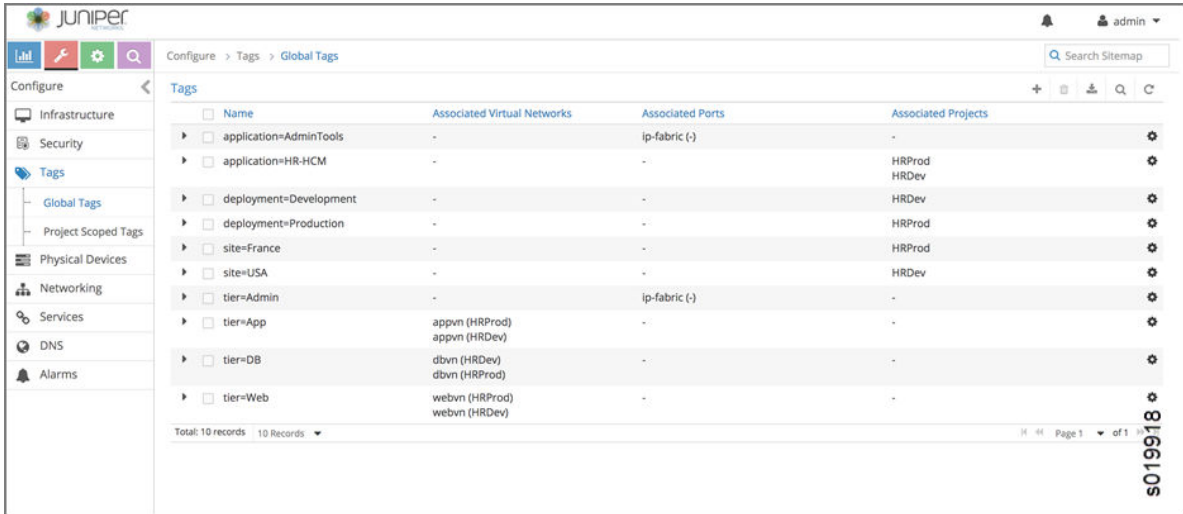 JUNIPER
NETWORKS
admin
Configure > Tags > Global Tags
Search Sitemap
Configure
Infrastructure
Security
Tags
Global Tags
Project Scoped Tags
Physical Devices
Networking
Services
DNS
Alarms
Tags
Name Associated Virtual Networks Associated Ports Associated Projects
application=AdminTools - ip-fabric (-) -
application=HR-HCM - - HRProd
HRDev
deployment=Development - - HRDev
deployment=Production - - HRProd
site=France - - HRProd
site=USA - - HRDev
tier=Admin - ip-fabric (-) -
tier=App appvn (HRProd) - -
appvn (HRDev)
tier=DB dbvn (HRDev) - -
dbvn (HRProd)
tier=Web webvn (HRProd) - -
webvn (HRDev)
Total: 10 records 10 Records Page 1 of 1
s019918